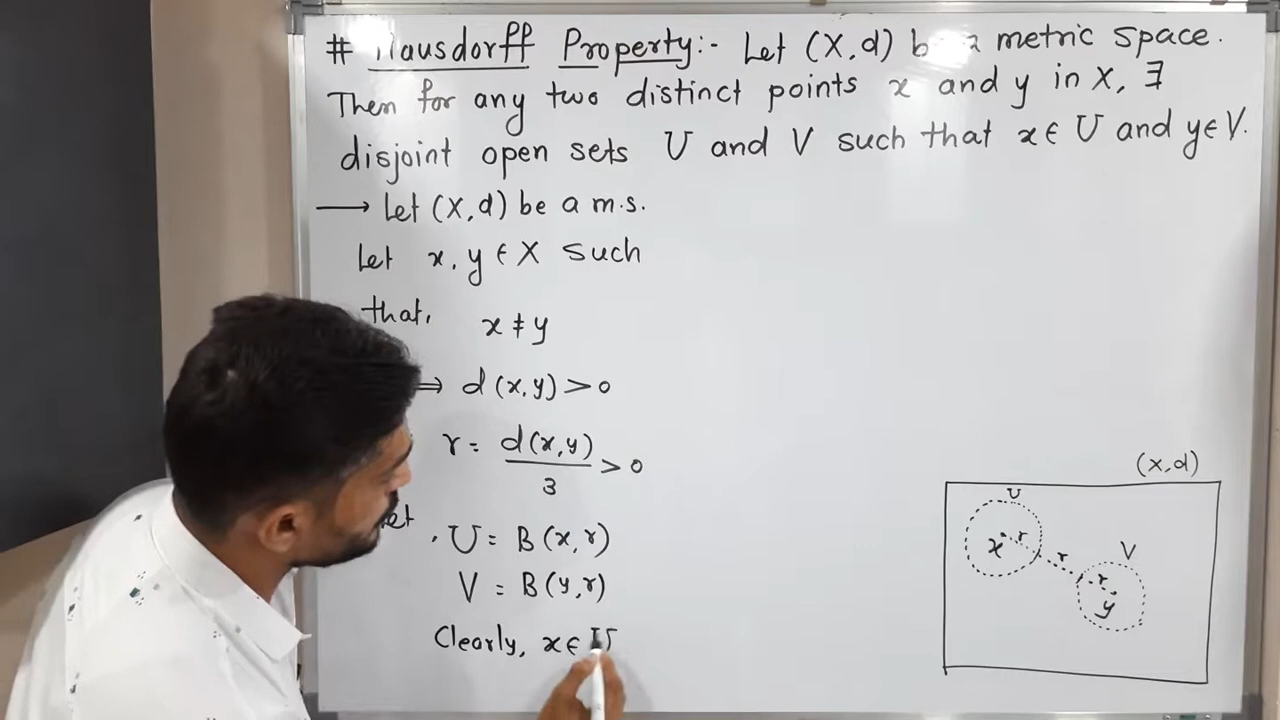 # Hausdorff Property:- Let (X,d) b a metric space.
Then for any two distinct points x and y in X, ∃
disjoint open sets U and V such that x∈ U and y∈ V.
⟶ Let (X,d) be a m.s.
Let x, y ∈ X such
that, x ≠ y
⇒ d(x,y) > 0
r = d(x,y)/3 > 0
, U = B(x,r)
V = B(y,r)
Clearly, x∈ U
(X,d)
U
x r
r
V
r
y